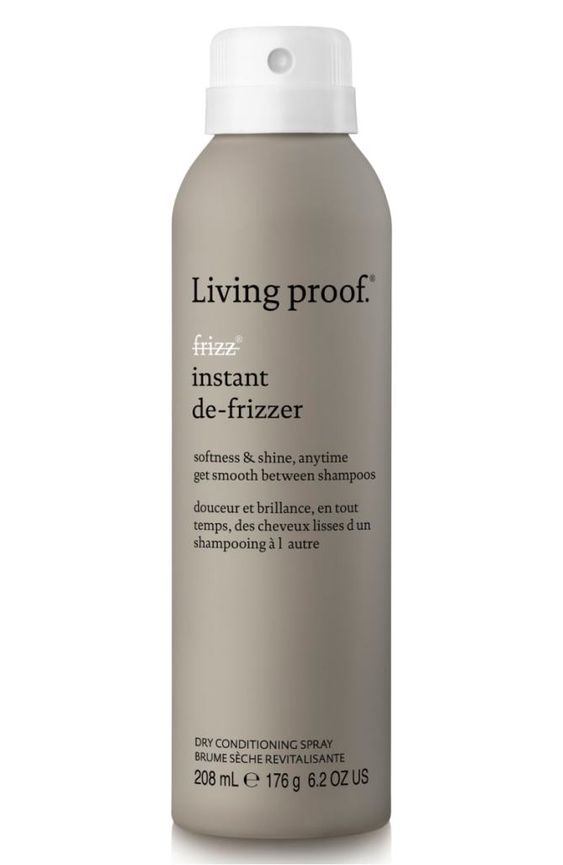 Living proof.®
frizz®
instant
de-frizzer
softness & shine, anytime
get smooth between shampoos
douceur et brillance, en tout
temps, des cheveux lisses d un
shampooing à l autre
DRY CONDITIONING SPRAY
BRUME SÈCHE REVITALISANTE
208 mL ℮ 176 g 6.2 OZ US